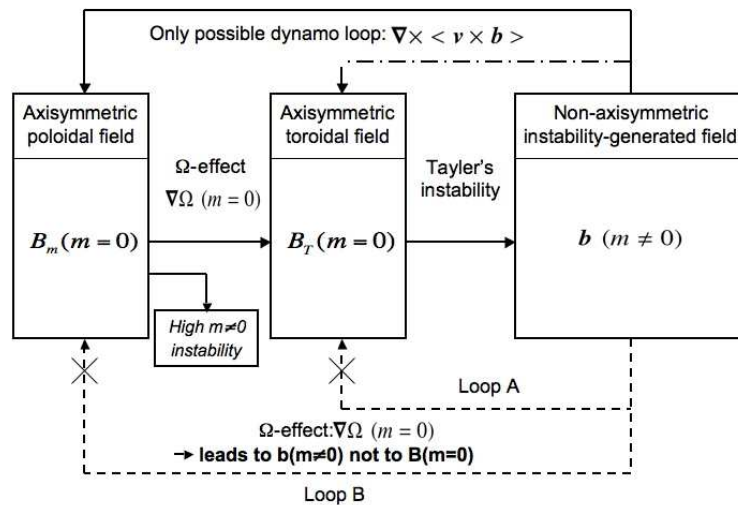 Only possible dynamo loop: ∇× < v × b >
Axisymmetric
poloidal field
Axisymmetric
toroidal field
Non-axisymmetric
instability-generated field
Ω-effect
∇Ω (m = 0)
Tayler's
instability
B_m(m = 0)
B_T(m = 0)
b (m ≠ 0)
High m≠0
instability
Loop A
Ω-effect:∇Ω (m = 0)
→ leads to b(m≠0) not to B(m=0)
Loop B